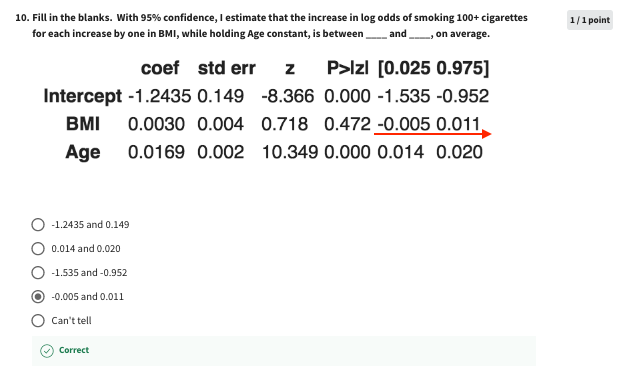 10. Fill in the blanks. With 95% confidence, I estimate that the increase in log odds of smoking 100+ cigarettes
1 / 1 point
for each increase by one in BMI, while holding Age constant, is between ____ and ____, on average.
coef std err z P>|z| [0.025 0.975]
Intercept -1.2435 0.149 -8.366 0.000 -1.535 -0.952
BMI 0.0030 0.004 0.718 0.472 -0.005 0.011
Age 0.0169 0.002 10.349 0.000 0.014 0.020
-1.2435 and 0.149
0.014 and 0.020
-1.535 and -0.952
-0.005 and 0.011
Can't tell
Correct